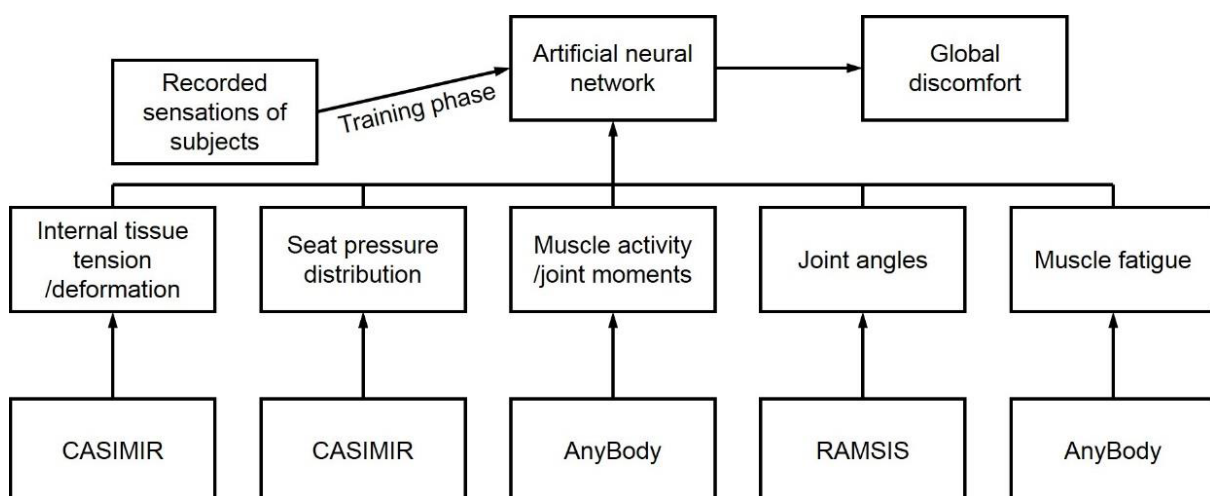 Recorded
sensations of
subjects
Training phase
Artificial neural
network
Global
discomfort
Internal tissue
tension
/deformation
Seat pressure
distribution
Muscle activity
/joint moments
Joint angles
Muscle fatigue
CASIMIR
CASIMIR
AnyBody
RAMSIS
AnyBody